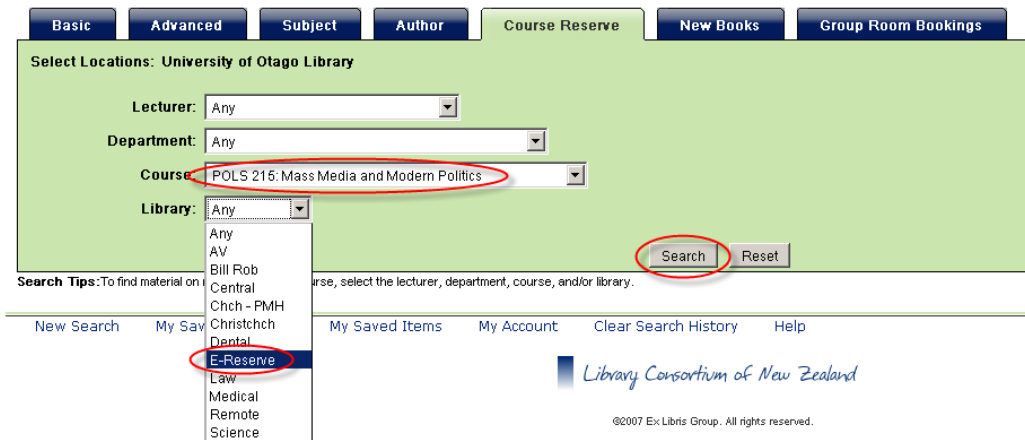 Basic Advanced Subject Author Course Reserve New Books Group Room Bookings
Select Locations: University of Otago Library
Lecturer: Any
Department: Any
Course: POLS 215: Mass Media and Modern Politics
Library: Any
Any
AV
Bill Rob
Central
Chch - PMH
Christchch
Dental
E-Reserve
Law
Medical
Remote
Science
Search Reset
Search Tips: To find material on urse, select the lecturer, department, course, and/or library.
New Search My Sav My Saved Items My Account Clear Search History Help
Library Consortium of New Zealand
©2007 Ex Libris Group. All rights reserved.